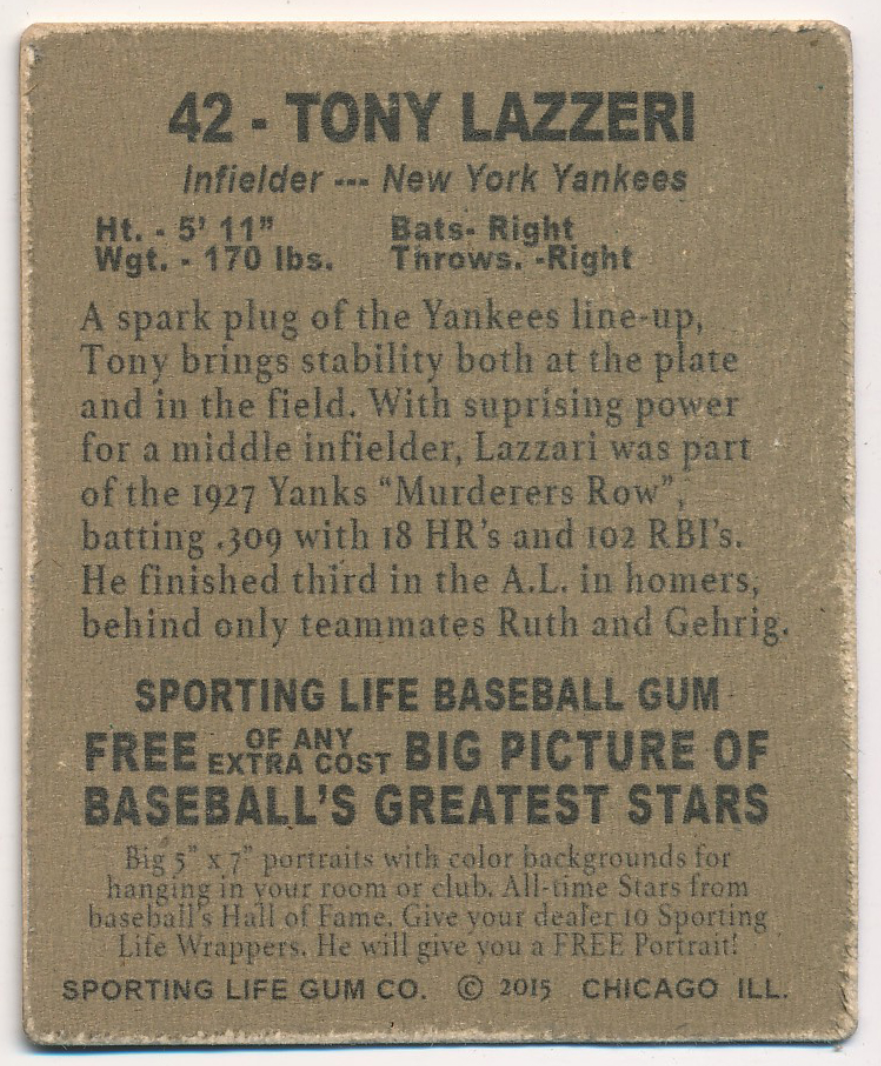 42 - TONY LAZZERI
Infielder --- New York Yankees
Ht. - 5' 11" Bats- Right
Wgt. - 170 lbs. Throws. -Right
A spark plug of the Yankees line-up,
Tony brings stability both at the plate
and in the field. With suprising power
for a middle infielder, Lazzari was part
of the 1927 Yanks “Murderers Row”,
batting .309 with 18 HR's and 102 RBI's.
He finished third in the A.L. in homers,
behind only teammates Ruth and Gehrig.
SPORTING LIFE BASEBALL GUM
FREE OF ANY EXTRA COST BIG PICTURE OF
BASEBALL'S GREATEST STARS
Big 5" x 7" portraits with color backgrounds for
hanging in your room or club. All-time Stars from
baseball's Hall of Fame. Give your dealer 10 Sporting
Life Wrappers. He will give you a FREE Portrait!
SPORTING LIFE GUM CO. © 2015 CHICAGO ILL.